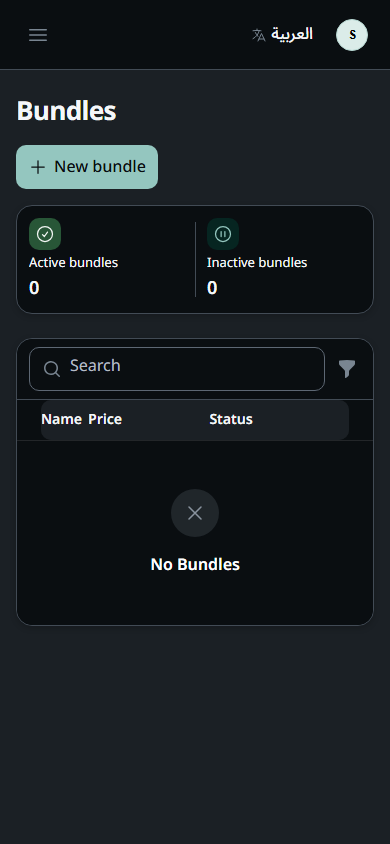 العربية
S
Bundles
New bundle
Active bundles
0
Inactive bundles
0
Search
Name Price Status
No Bundles